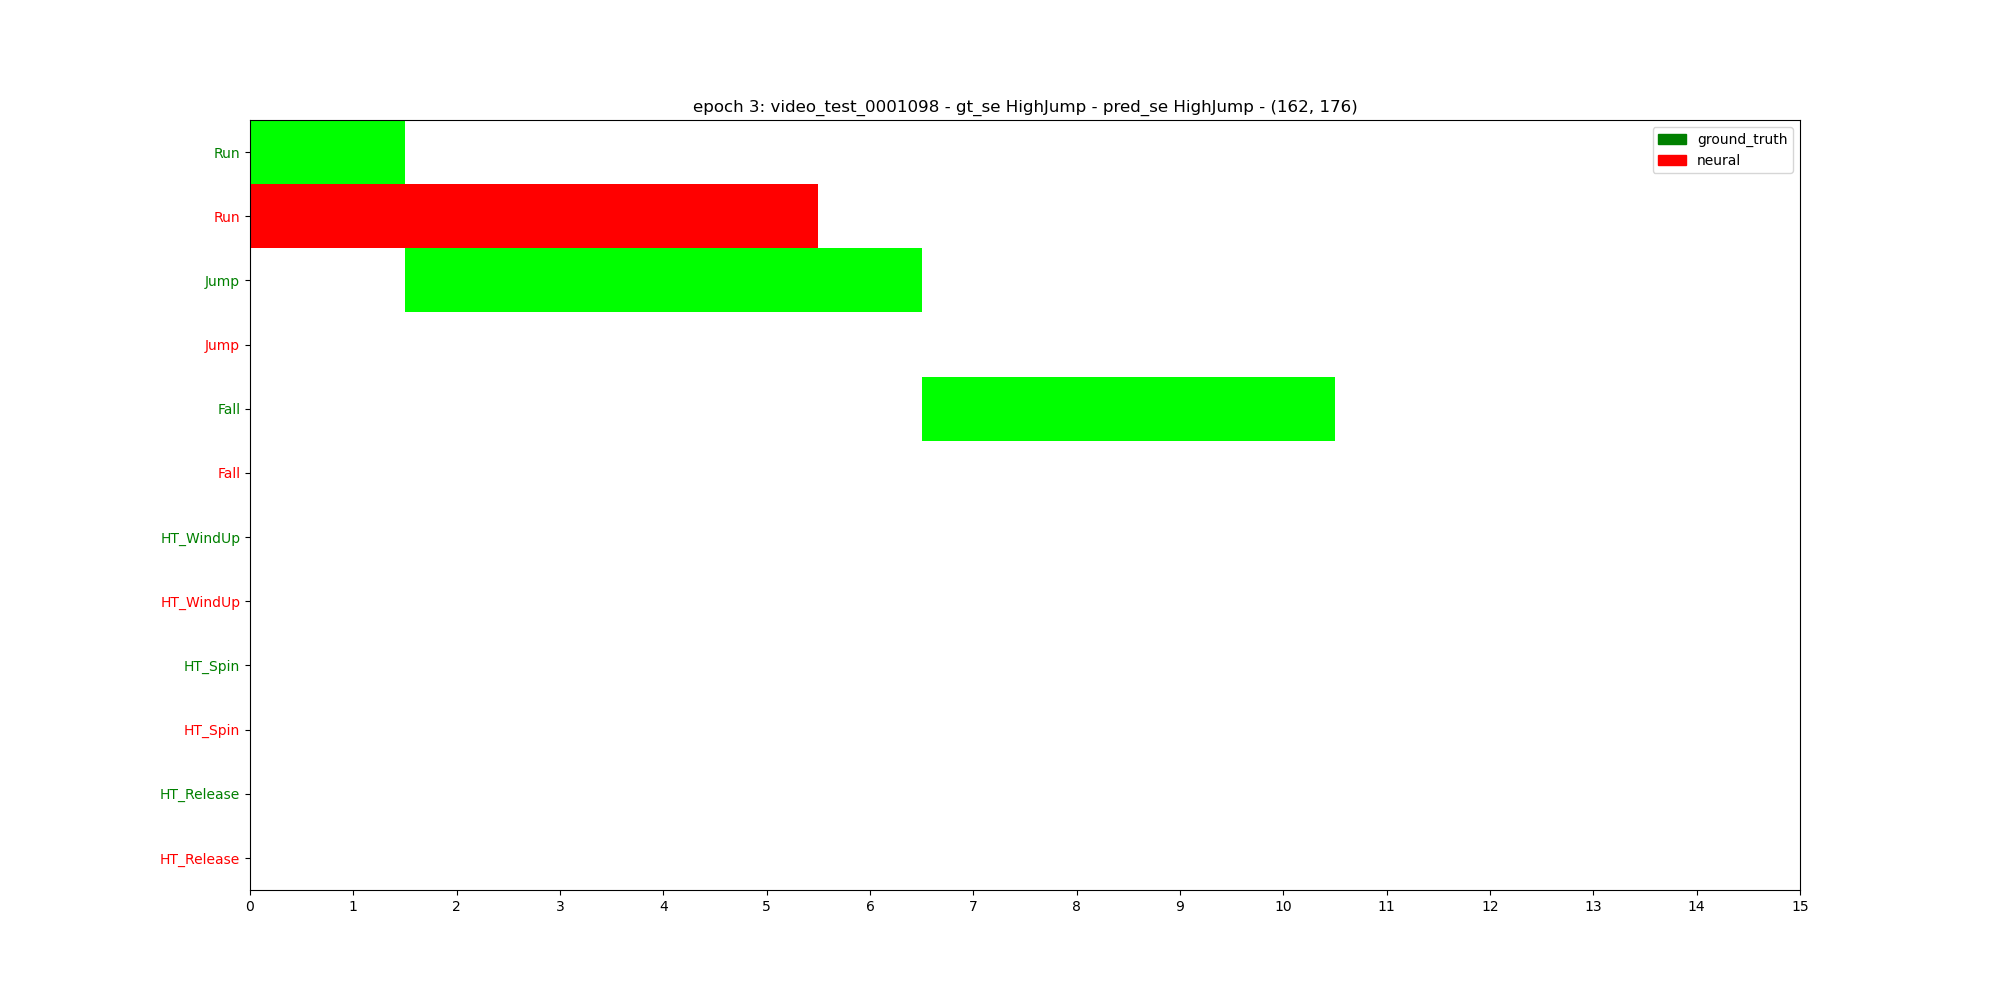 epoch 3: video_test_0001098 - gt_se HighJump - pred_se HighJump - (162, 176)
ground_truth
neural
Run
Run
Jump
Jump
Fall
Fall
HT_WindUp
HT_WindUp
HT_Spin
HT_Spin
HT_Release
HT_Release
0 1 2 3 4 5 6 7 8 9 10 11 12 13 14 15